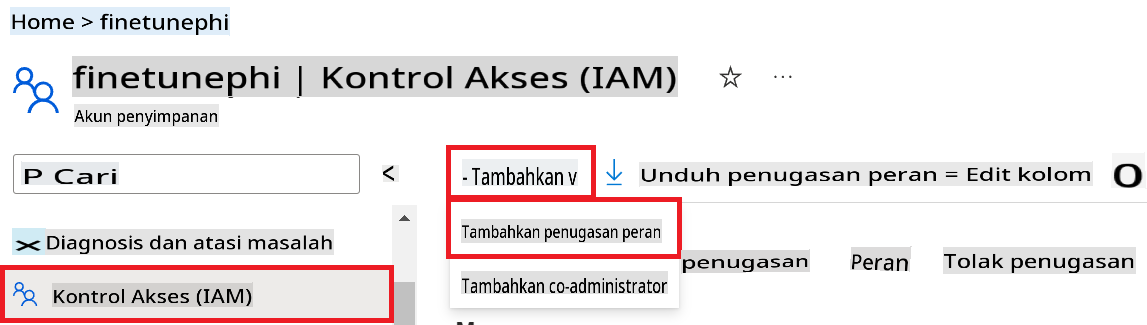 Home > finetunephi
finetunephi | Kontrol Akses (IAM) ☆ ...
Akun penyimpanan
P Cari <
- Tambahkan v Unduh penugasan peran = Edit kolom O
Tambahkan penugasan peran
Diagnosis dan atasi masalah
penugasan Peran Tolak penugasan
Tambahkan co-administrator
Kontrol Akses (IAM)